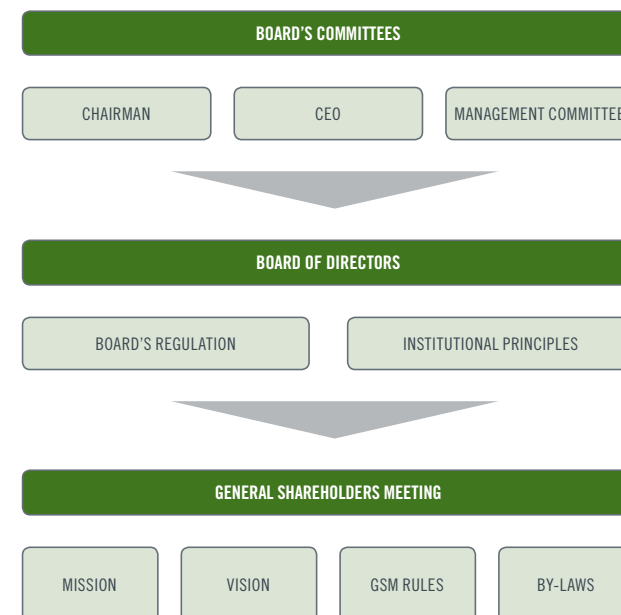 BOARD'S COMMITTEES
CHAIRMAN
CEO
MANAGEMENT COMMITTEE
BOARD OF DIRECTORS
BOARD'S REGULATION
INSTITUTIONAL PRINCIPLES
GENERAL SHAREHOLDERS MEETING
MISSION
VISION
GSM RULES
BY-LAWS